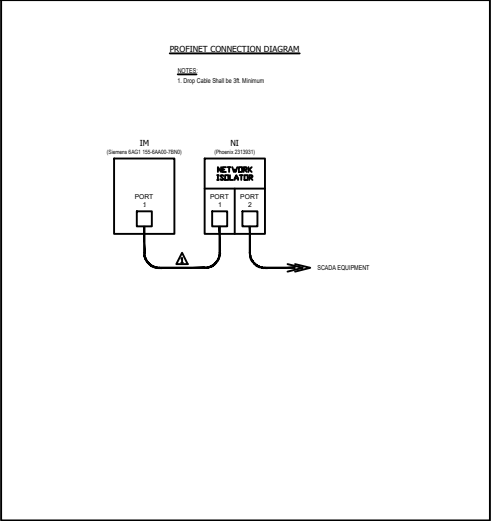 PROFINET CONNECTION DIAGRAM
NOTES:
1. Drop Cable Shall be 3ft. Minimum
IM
(Siemens 6AG1 155-6AA00-7BN0)
NI
(Phoenix 2313931)
NETWORK
ISOLATOR
PORT
1
PORT
1
PORT
2
1
SCADA EQUIPMENT